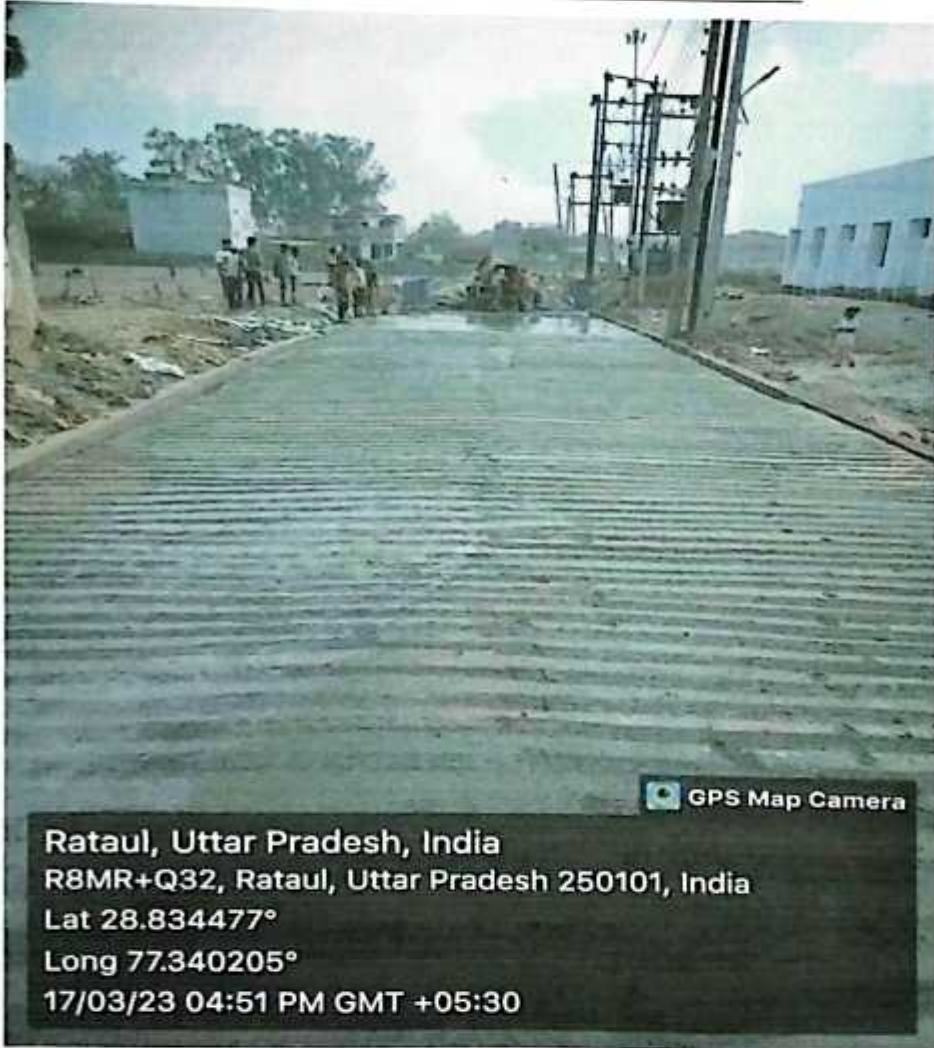 GPS Map Camera
Rataul, Uttar Pradesh, India
R8MR+Q32, Rataul, Uttar Pradesh 250101, India
Lat 28.834477°
Long 77.340205°
17/03/23 04:51 PM GMT +05:30